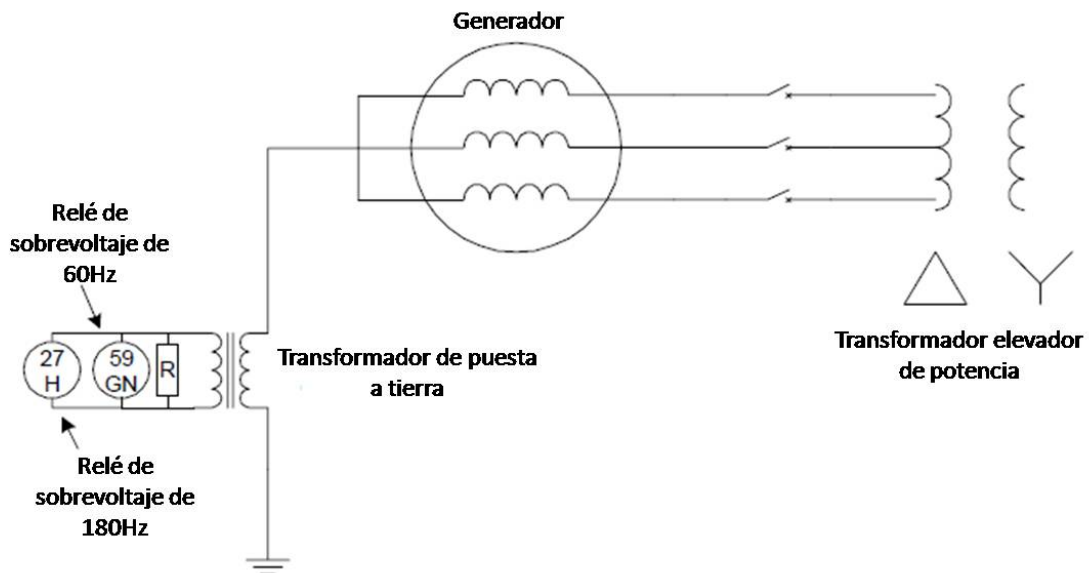 Generador
Relé de
sobrevoltaje de
60Hz
27
H
59
GN
R
Transformador de puesta
a tierra
Transformador elevador
de potencia
Relé de
sobrevoltaje de
180Hz